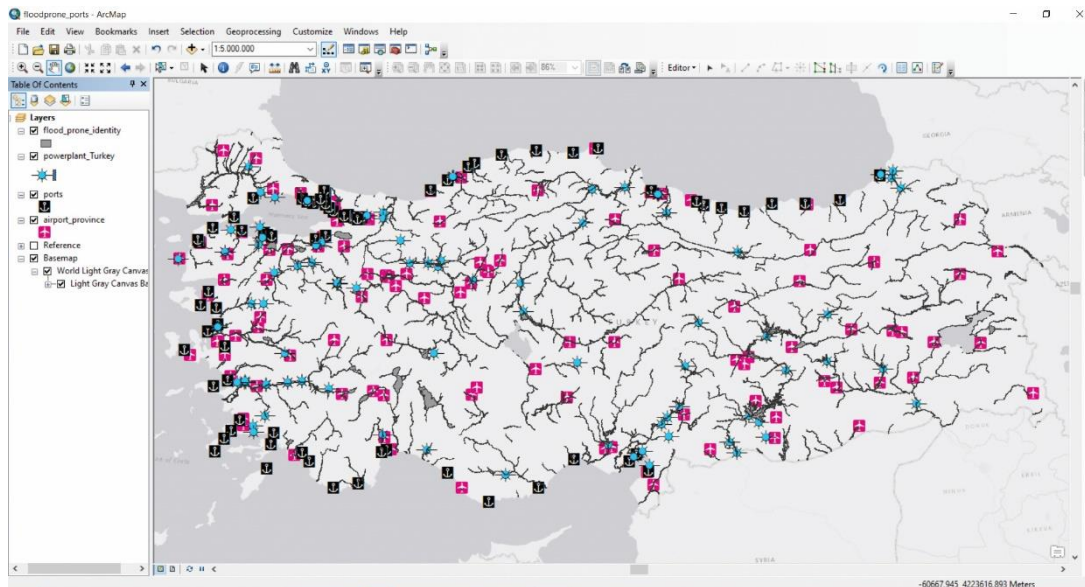 floodprone_ports - ArcMap
File Edit View Bookmarks Insert Selection Geoprocessing Customize Windows Help
1:5.000.000
86% Editor
Table Of Contents
Layers
flood_prone_identity
powerplant_Turkey
ports
airport_province
Reference
Basemap
World Light Gray Canvas
Light Gray Canvas Ba
GEORGIA
ARMENIA
TURKEY
SYRIA
-60667,945 4223616,893 Meters